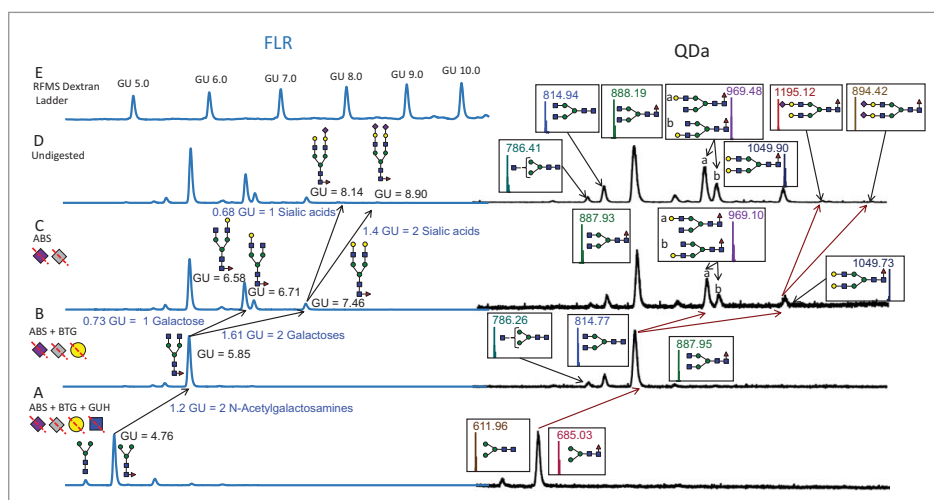 FLR
QDa
E
RFMS Dextran
Ladder
GU 5.0
GU 6.0
GU 7.0
GU 8.0
GU 9.0
GU 10.0
D
Undigested
GU = 8.14
GU = 8.90
0.68 GU = 1 Sialic acids
1.4 GU = 2 Sialic acids
786.41
814.94
888.19
a
b
969.48
a
b
1049.90
1195.12
894.42
C
ABS
GU = 6.58
GU = 6.71
GU = 7.46
0.73 GU = 1 Galactose
1.61 GU = 2 Galactoses
887.93
a
b
969.10
a
b
1049.73
B
ABS + BTG
GU = 5.85
1.2 GU = 2 N-Acetylgalactosamines
786.26
814.77
887.95
A
ABS + BTG + GUH
GU = 4.76
611.96
685.03